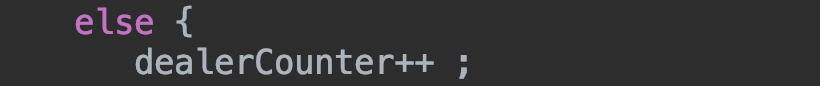 else {
dealerCounter++ ;